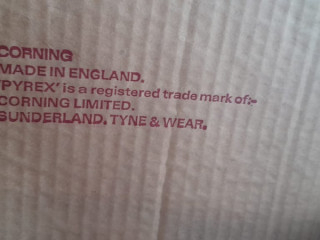 CORNING
MADE IN ENGLAND.
'PYREX' is a registered trade mark of:-
CORNING LIMITED.
SUNDERLAND. TYNE & WEAR.